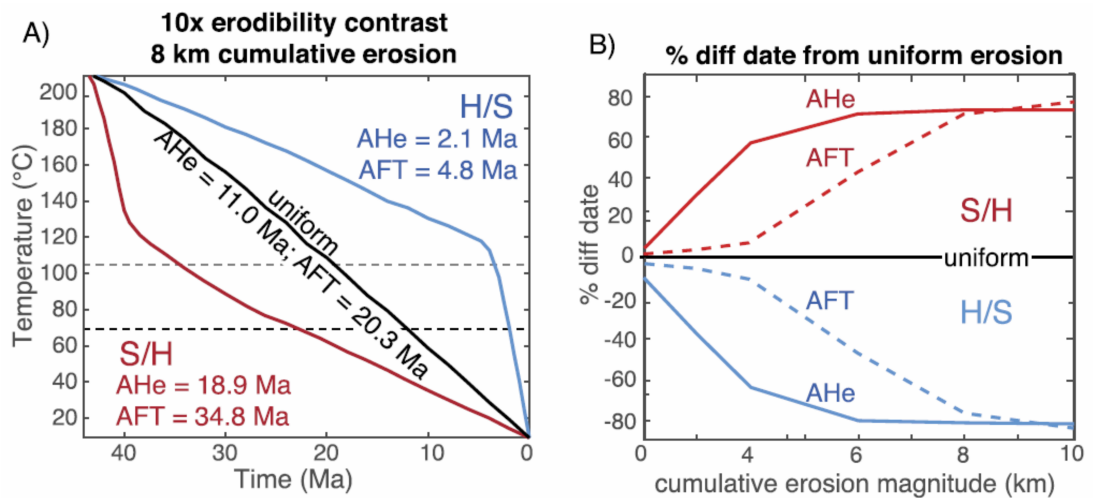 A)
10x erodibility contrast
8 km cumulative erosion
Temperature (°C)
200
180
160
140
120
100
80
60
40
20
H/S
AHe = 2.1 Ma
AFT = 4.8 Ma
uniform
AHe = 11.0 Ma; AFT = 20.3 Ma
S/H
AHe = 18.9 Ma
AFT = 34.8 Ma
40
30
20
10
0
Time (Ma)
B)
% diff date from uniform erosion
% diff date
80
60
40
20
0
-20
-40
-60
-80
AHe
AFT
S/H
uniform
AFT
H/S
AHe
0
4
6
8
10
cumulative erosion magnitude (km)